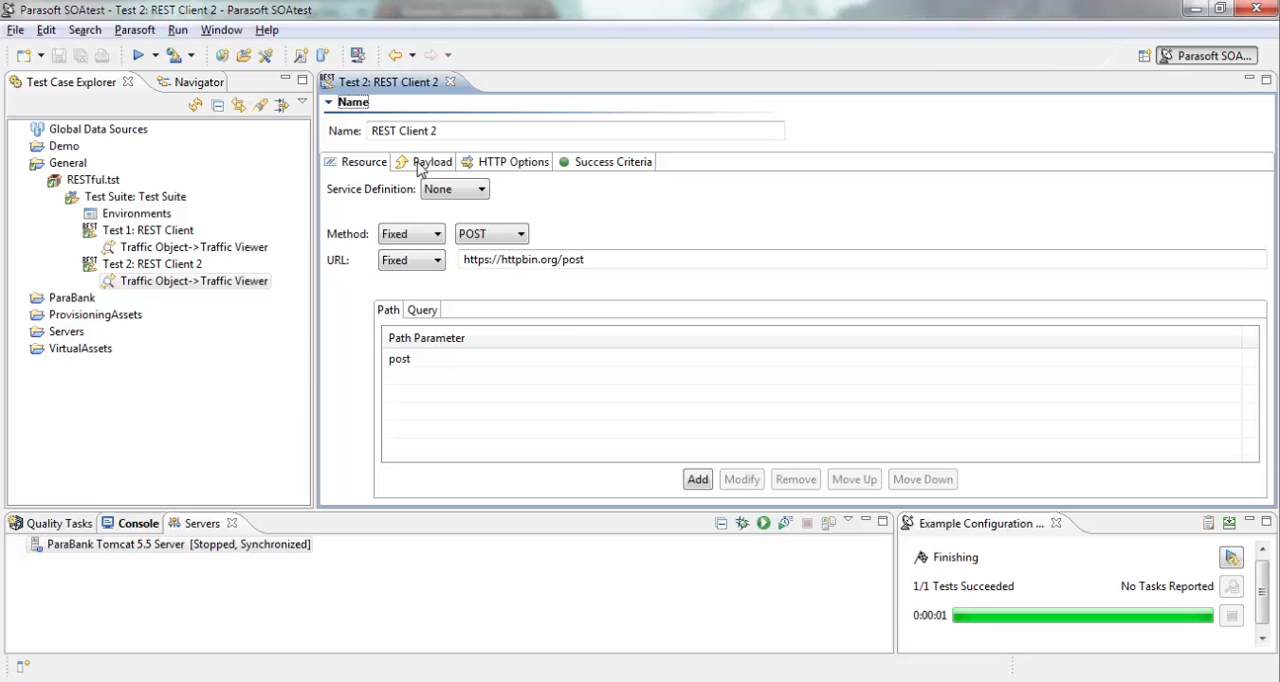 Parasoft SOAtest - Test 2: REST Client 2 - Parasoft SOAtest
File Edit Search Parasoft Run Window Help
Parasoft SOA...
Test Case Explorer Navigator
Global Data Sources
Demo
General
RESTful.tst
Test Suite: Test Suite
Environments
REST Test 1: REST Client
Traffic Object->Traffic Viewer
REST Test 2: REST Client 2
Traffic Object->Traffic Viewer
ParaBank
ProvisioningAssets
Servers
VirtualAssets
REST Test 2: REST Client 2
Name
Name: REST Client 2
Resource Payload HTTP Options Success Criteria
Service Definition: None
Method: Fixed POST
URL: Fixed https://httpbin.org/post
Path Query
Path Parameter
post
Add Modify Remove Move Up Move Down
Quality Tasks Console Servers
ParaBank Tomcat 5.5 Server [Stopped, Synchronized]
Example Configuration ...
Finishing
1/1 Tests Succeeded No Tasks Reported
0:00:01